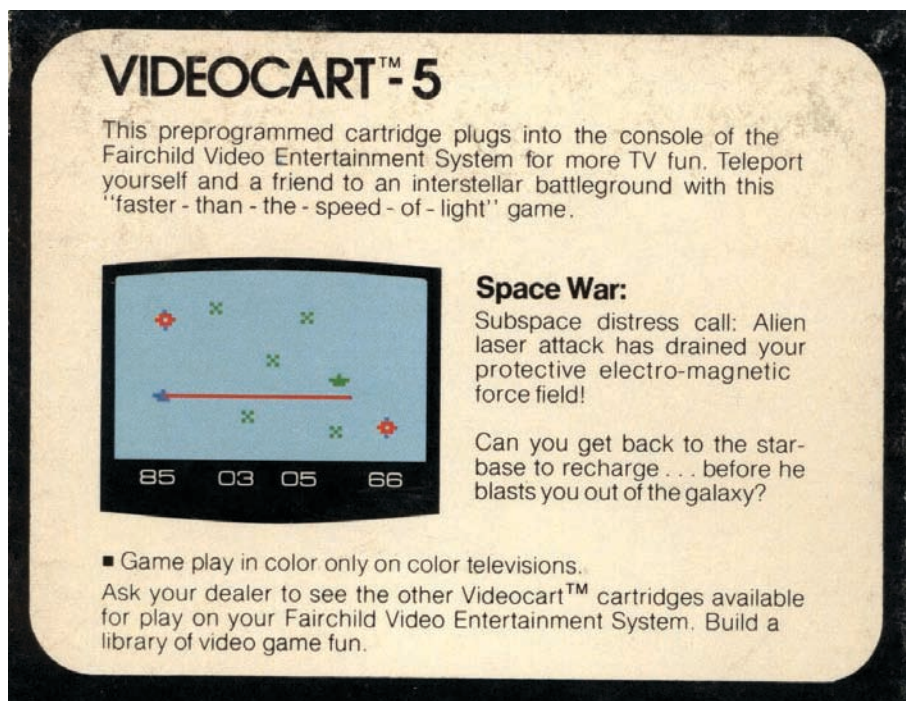 VIDEOCART™-5
This preprogrammed cartridge plugs into the console of the
Fairchild Video Entertainment System for more TV fun. Teleport
yourself and a friend to an interstellar battleground with this
"faster - than - the - speed - of - light" game.
Space War:
Subspace distress call: Alien
laser attack has drained your
protective electro-magnetic
force field!
Can you get back to the star-
base to recharge . . . before he
blasts you out of the galaxy?
85 03 05 66
■ Game play in color only on color televisions.
Ask your dealer to see the other Videocart™ cartridges available
for play on your Fairchild Video Entertainment System. Build a
library of video game fun.